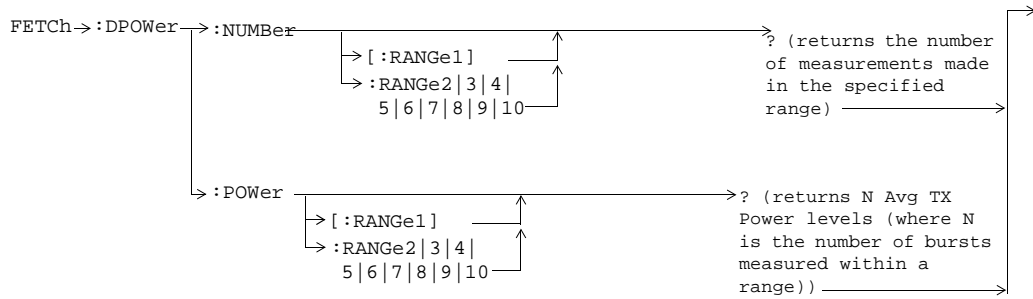 FETCh :DPOWer :NUMBer
? (returns the number
of measurements made
in the specified
range)
[:RANGe1]
:RANGe2|3|4|
5|6|7|8|9|10
:POWer
? (returns N Avg TX
Power levels (where N
is the number of bursts
measured within a
range))
[:RANGe1]
:RANGe2|3|4|
5|6|7|8|9|10